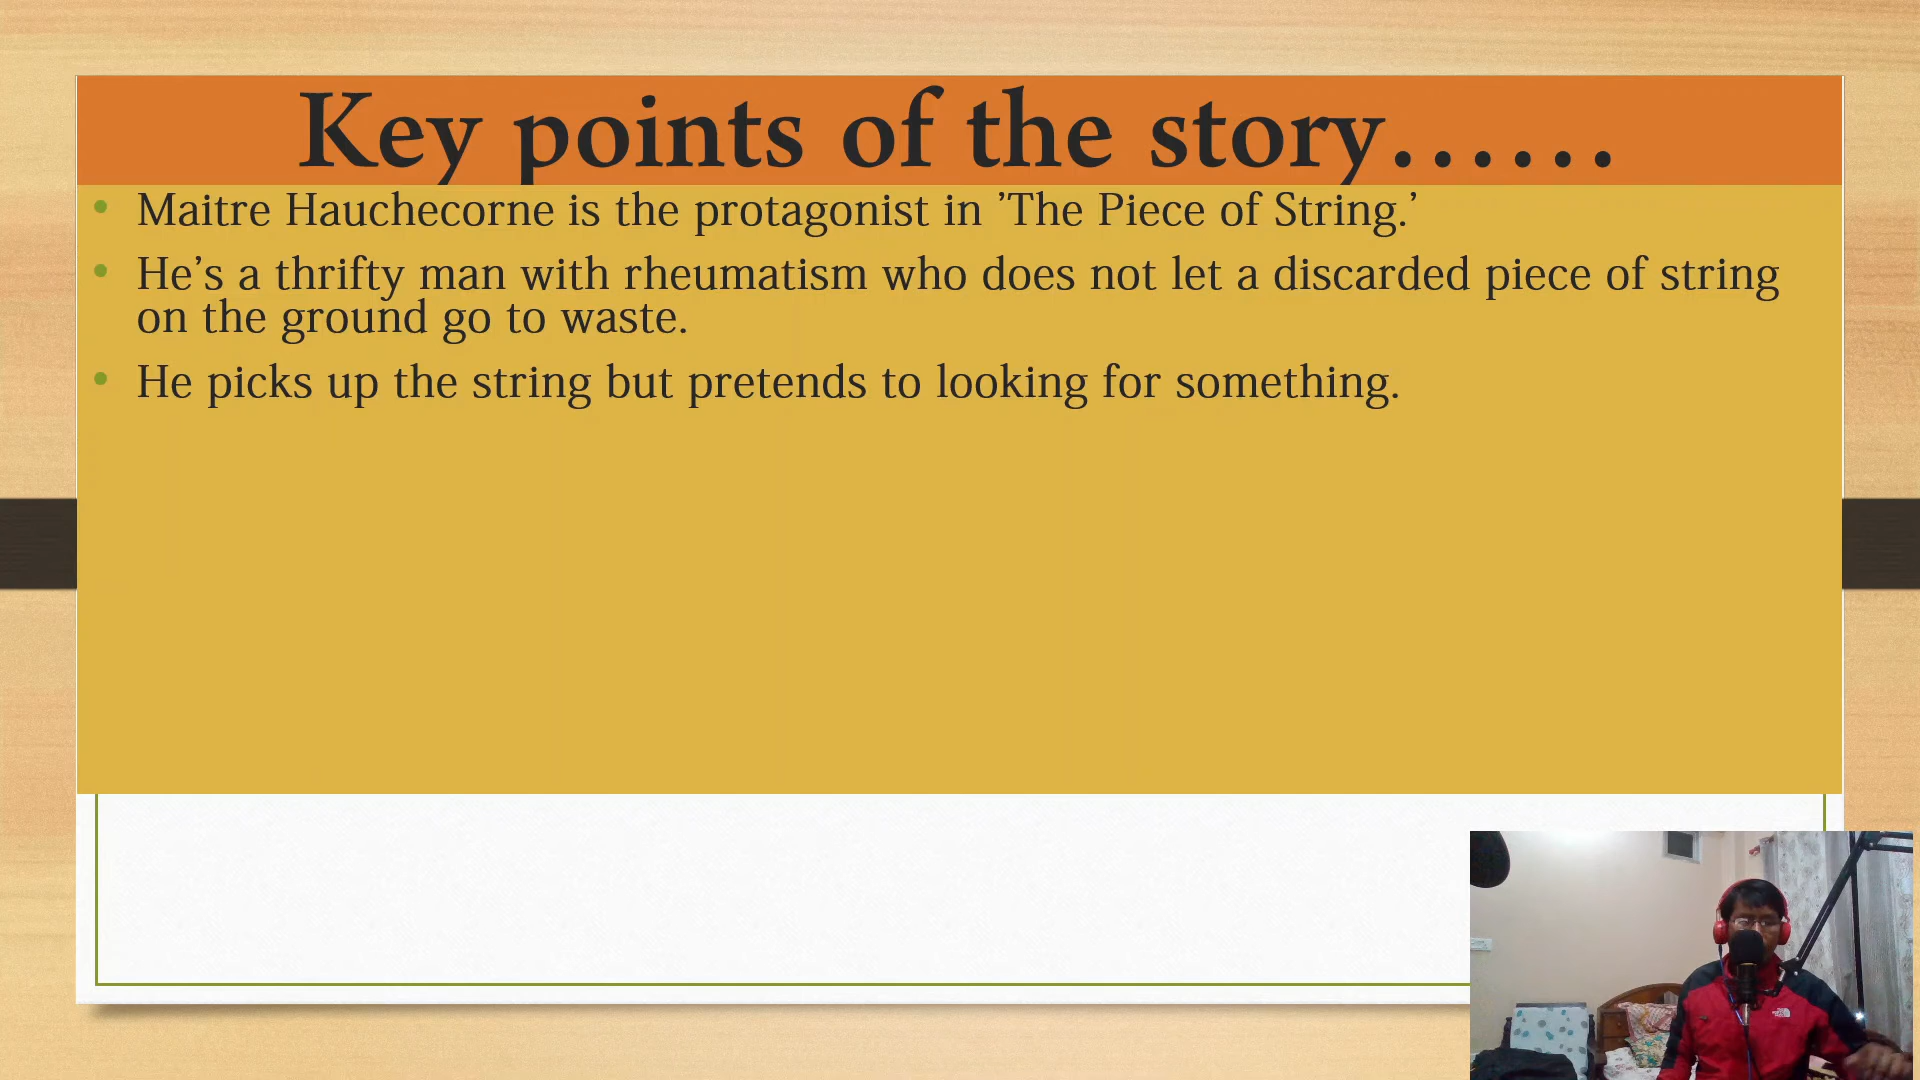 Key points of the story......
• Maitre Hauchecorne is the protagonist in ’The Piece of String.’
• He’s a thrifty man with rheumatism who does not let a discarded piece of string
on the ground go to waste.
• He picks up the string but pretends to looking for something.